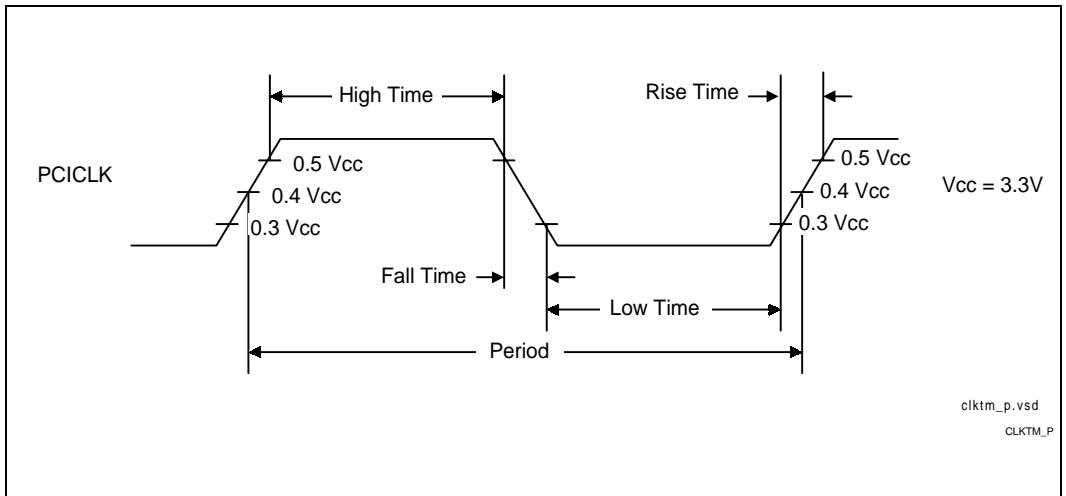 High Time
Rise Time
PCICLK
0.5 Vcc
0.4 Vcc
0.3 Vcc
0.5 Vcc
0.4 Vcc
0.3 Vcc
Vcc = 3.3V
Fall Time
Low Time
Period
clktm_p.vsd
CLKTM_P